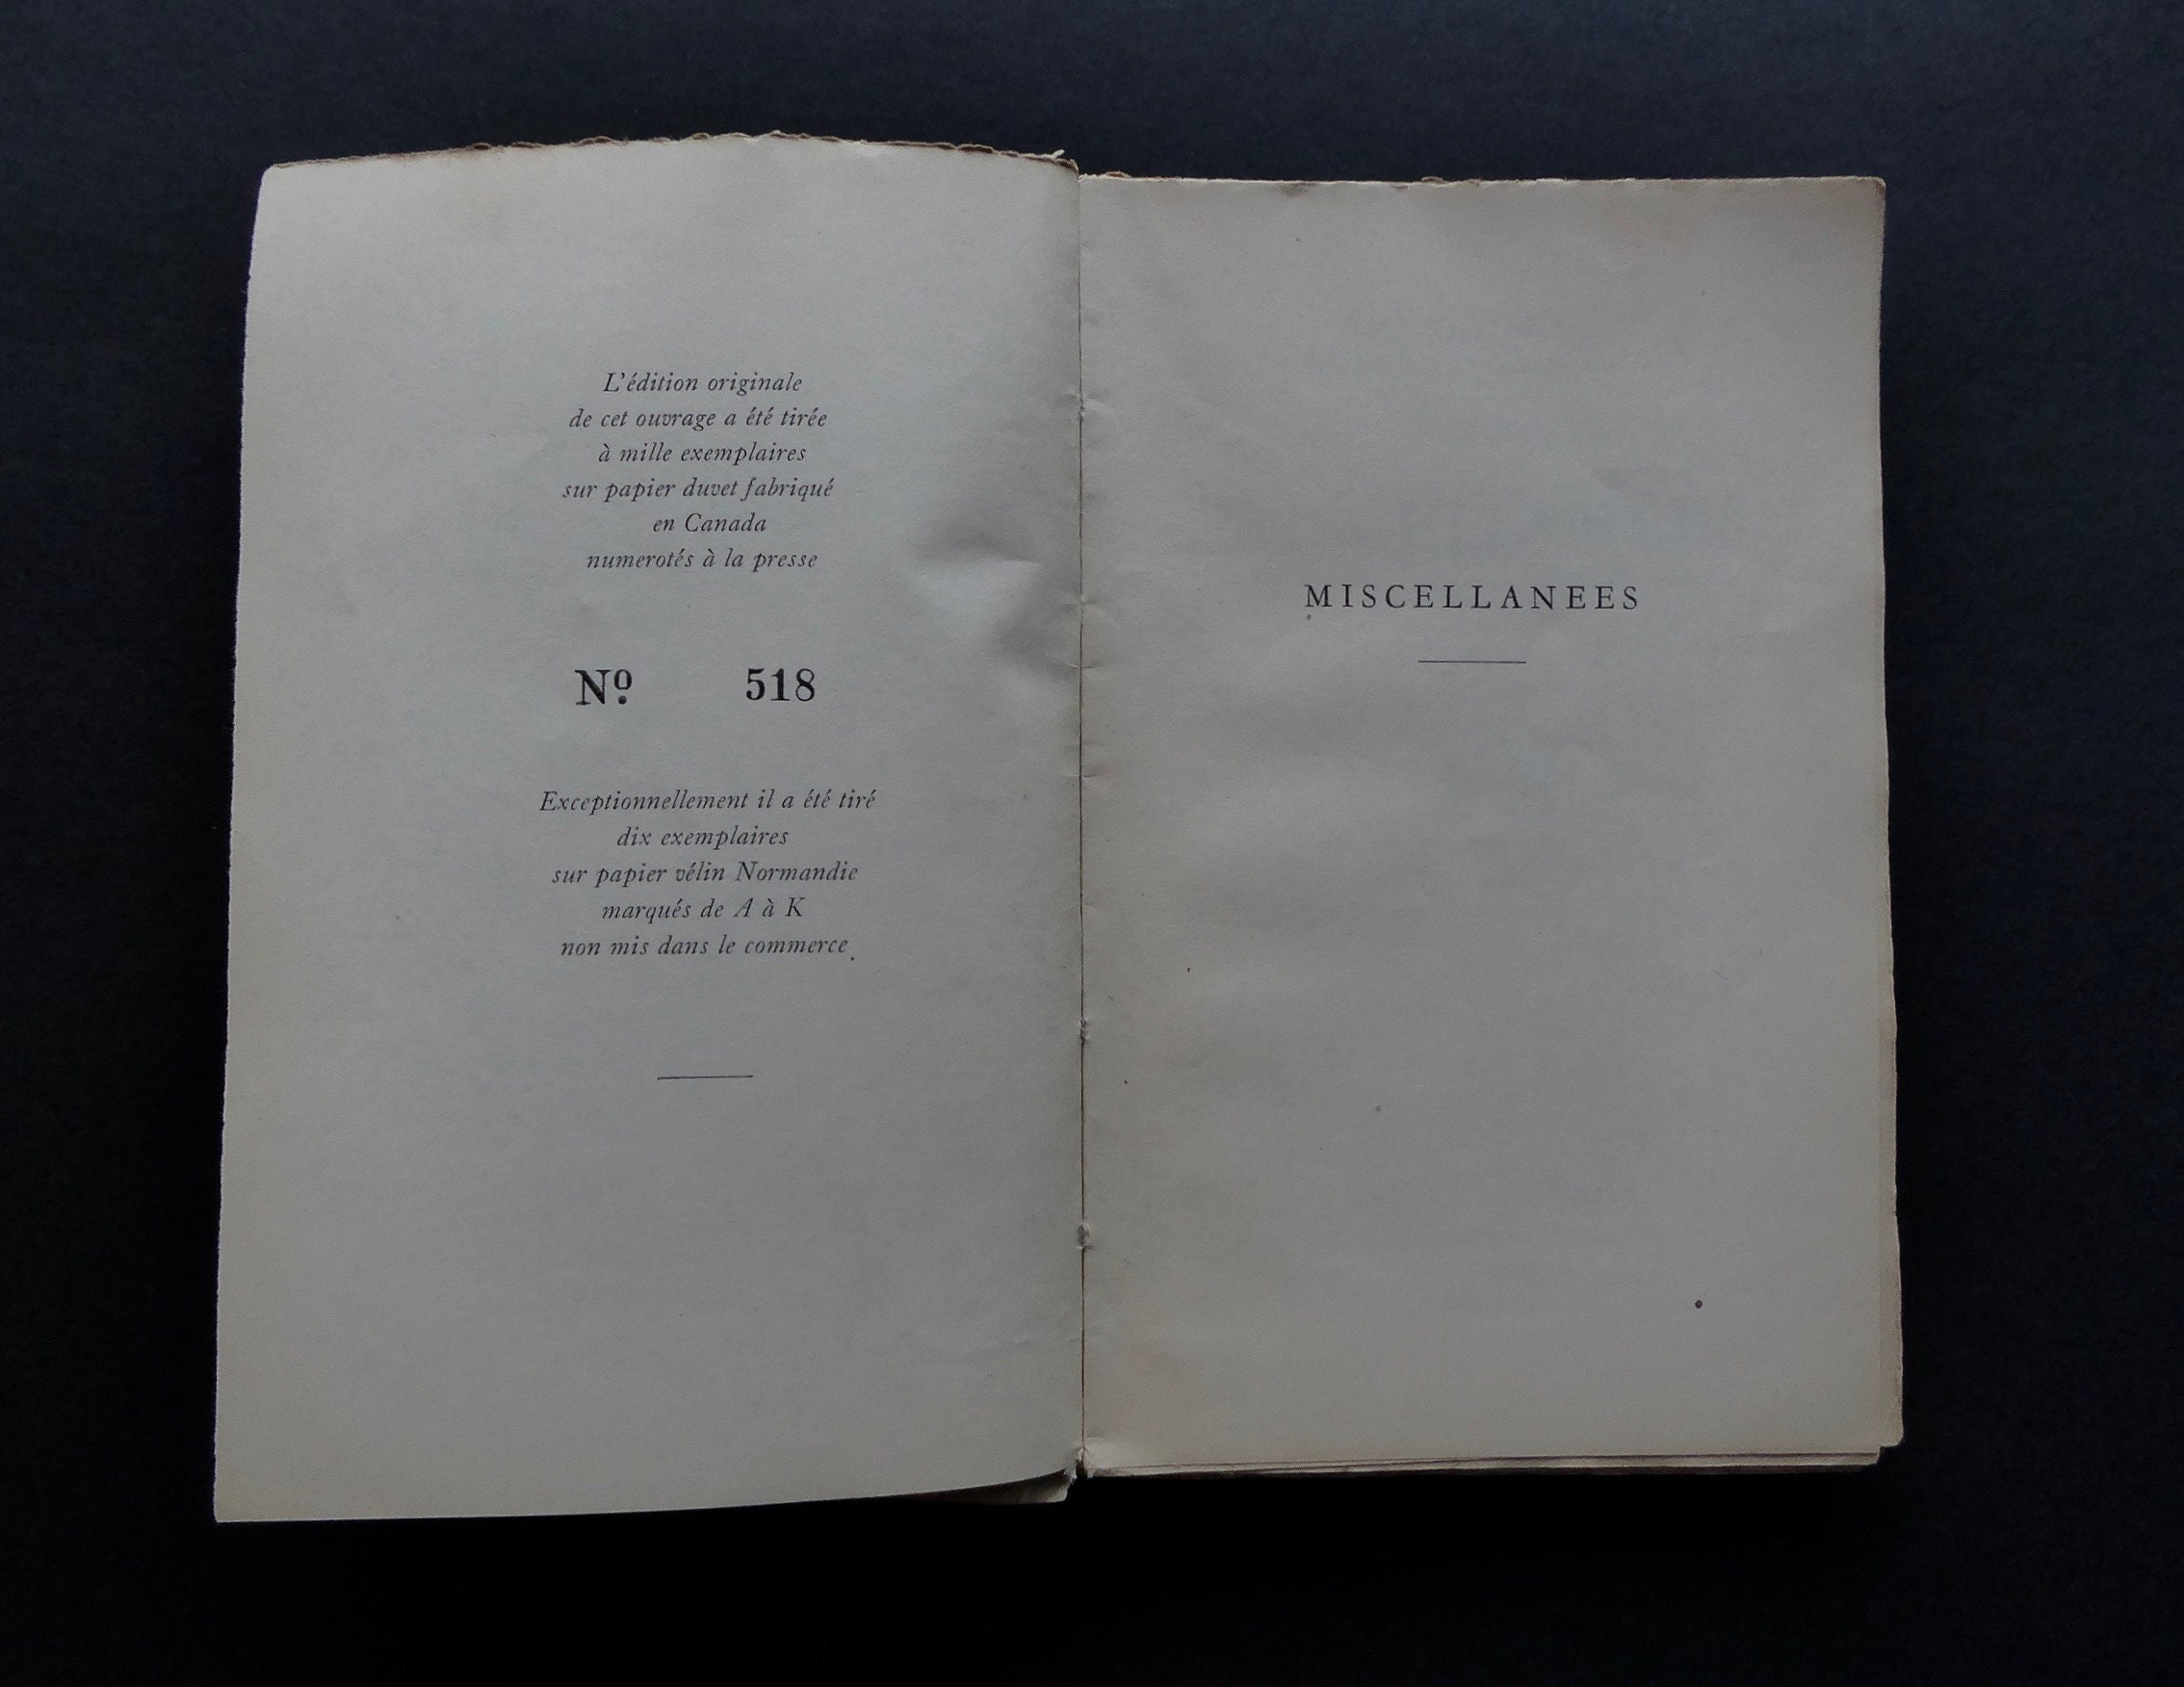 L'édition originale
de cet ouvrage a été tirée
à mille exemplaires
sur papier duvet fabriqué
en Canada
numerotés à la presse
Nº. 518
Exceptionnellement il a été tiré
dix exemplaires
sur papier vélin Normandie
marqués de A à K
non mis dans le commerce.
MISCELLANEES